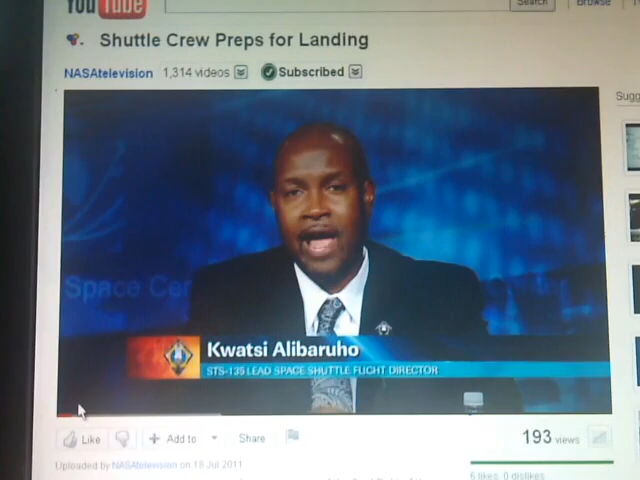 You Tube
Search
Browse
Shuttle Crew Preps for Landing
NASAtelevision 1,314 videos Subscribed
Sugg
Space Cen
Kwatsi Alibaruho
STS-135 LEAD SPACE SHUTTLE FLIGHT DIRECTOR
Like
Add to
Share
193 views
Uploaded by NASAtelevision on 18 Jul 2011
6 likes, 0 dislikes